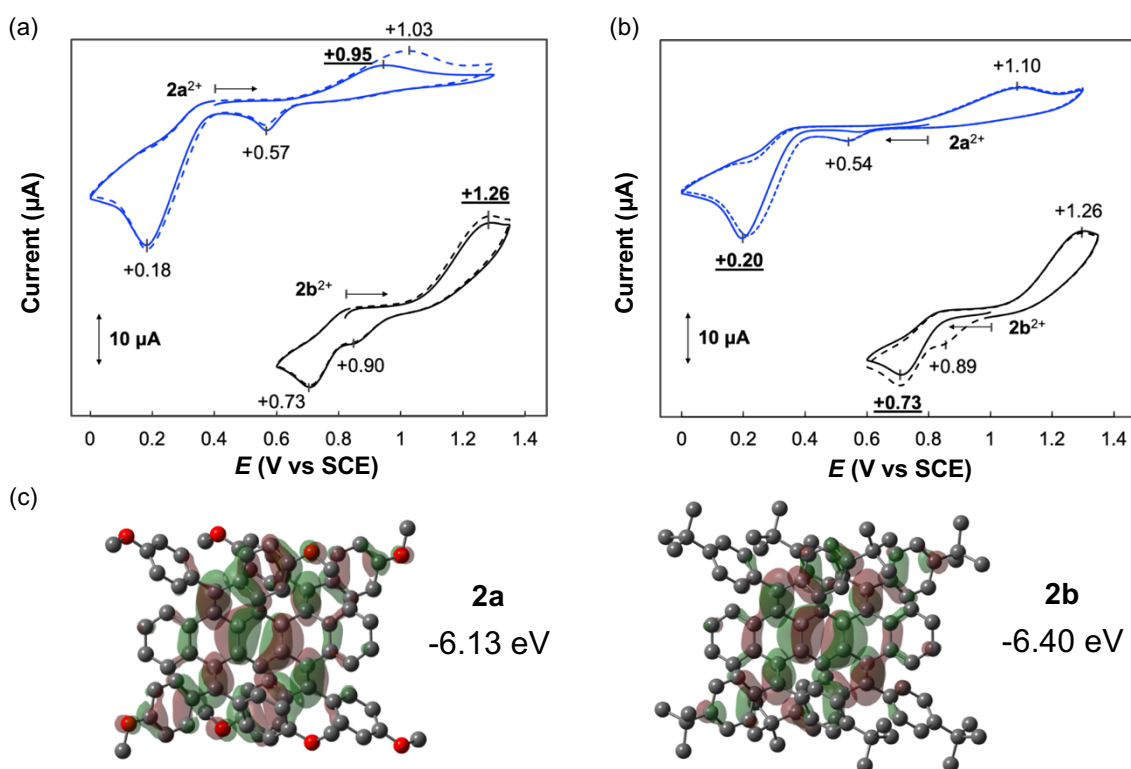 (a)
+1.03
+0.95
2a2+
+0.57
+0.18
+1.26
2b2+
+0.90
+0.73
10 µA
Current (µA)
0 0.2 0.4 0.6 0.8 1 1.2 1.4
E (V vs SCE)
(b)
+1.10
2a2+
+0.54
+0.20
+1.26
2b2+
+0.89
+0.73
10 µA
Current (µA)
0 0.2 0.4 0.6 0.8 1 1.2 1.4
E (V vs SCE)
(c)
2a
-6.13 eV
2b
-6.40 eV